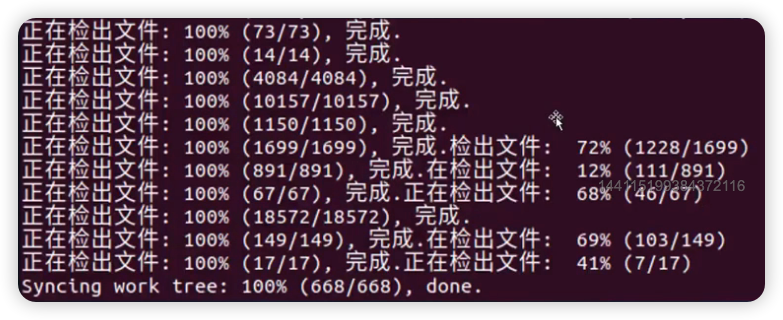 正在检出文件: 100% (73/73), 完成.
正在检出文件: 100% (14/14), 完成.
正在检出文件: 100% (4084/4084), 完成.
正在检出文件: 100% (10157/10157), 完成.
正在检出文件: 100% (1150/1150), 完成.
正在检出文件: 100% (1699/1699), 完成.检出文件:  72% (1228/1699)
正在检出文件: 100% (891/891), 完成.在检出文件:  12% (111/891)
正在检出文件: 100% (67/67), 完成.正在检出文件:  68% (46/67)
144115199384372116
正在检出文件: 100% (18572/18572), 完成.
正在检出文件: 100% (149/149), 完成.在检出文件:  69% (103/149)
正在检出文件: 100% (17/17), 完成.正在检出文件:  41% (7/17)
Syncing work tree: 100% (668/668), done.